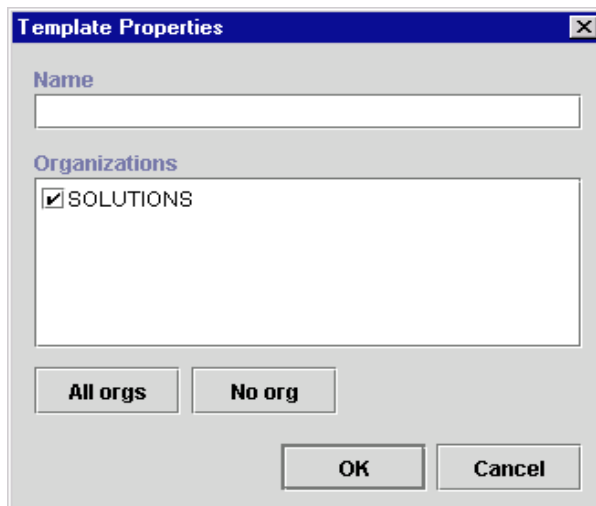 Template Properties
Name
Organizations
SOLUTIONS
All orgs No org
OK Cancel